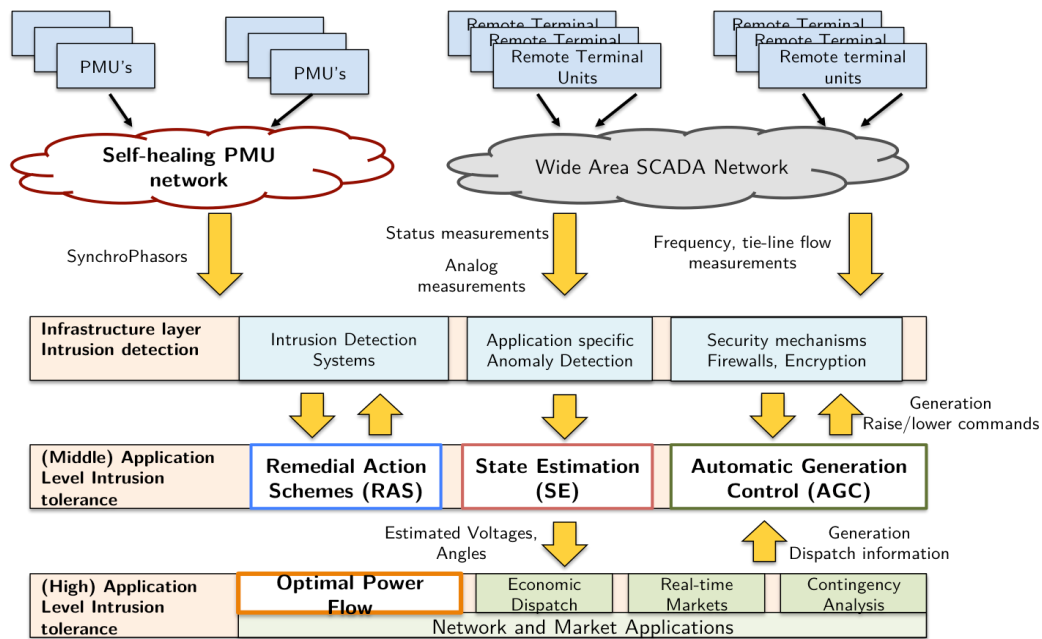 PMU's
PMU's
Remote Terminal
Remote Terminal
Remote Terminal
Units
Remote Terminal
Remote Terminal
Remote terminal
units
Self-healing PMU
network
Wide Area SCADA Network
SynchroPhasors
Status measurements
Analog
measurements
Frequency, tie-line flow
measurements
Infrastructure layer
Intrusion detection
Intrusion Detection
Systems
Application specific
Anomaly Detection
Security mechanisms
Firewalls, Encryption
Generation
Raise/lower commands
(Middle) Application
Level Intrusion
tolerance
Remedial Action
Schemes (RAS)
State Estimation
(SE)
Automatic Generation
Control (AGC)
Estimated Voltages,
Angles
Generation
Dispatch information
(High) Application
Level Intrusion
tolerance
Optimal Power
Flow
Economic
Dispatch
Real-time
Markets
Contingency
Analysis
Network and Market Applications